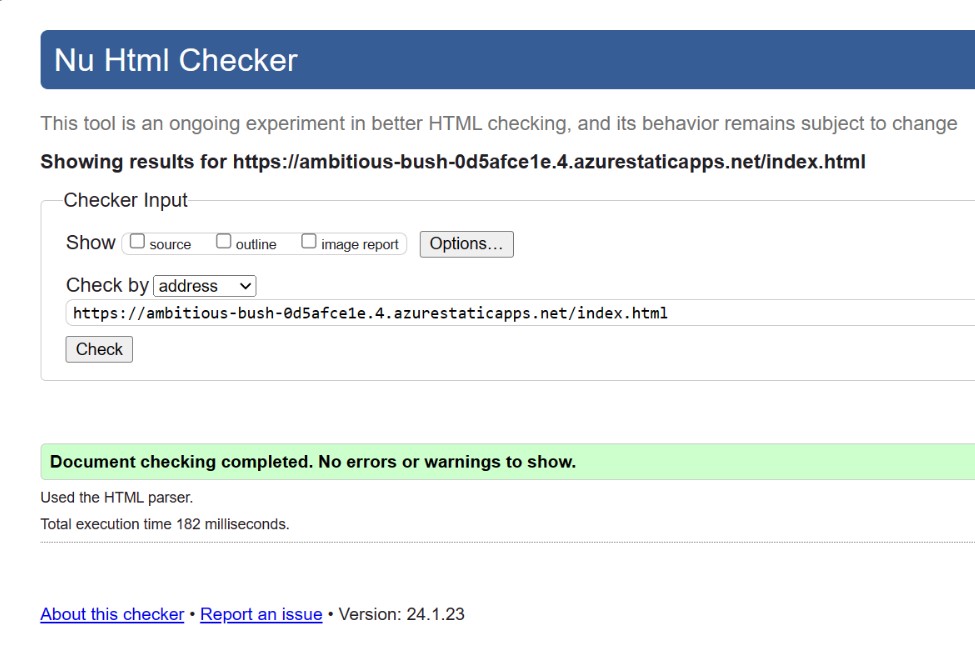 Nu Html Checker
This tool is an ongoing experiment in better HTML checking, and its behavior remains subject to change
Showing results for https://ambitious-bush-0d5afce1e.4.azurestaticapps.net/index.html
Checker Input
Show source outline image report Options...
Check by address
https://ambitious-bush-0d5afce1e.4.azurestaticapps.net/index.html
Check
Document checking completed. No errors or warnings to show.
Used the HTML parser.
Total execution time 182 milliseconds.
About this checker • Report an issue • Version: 24.1.23